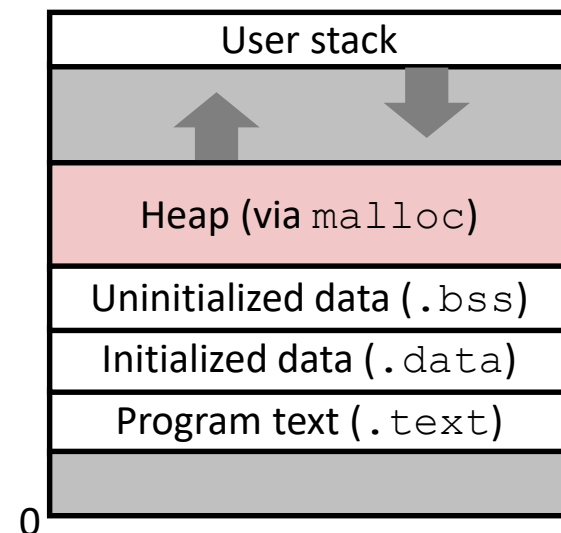 User stack
Heap (via malloc)
Uninitialized data (.bss)
Initialized data (.data)
Program text (.text)
0